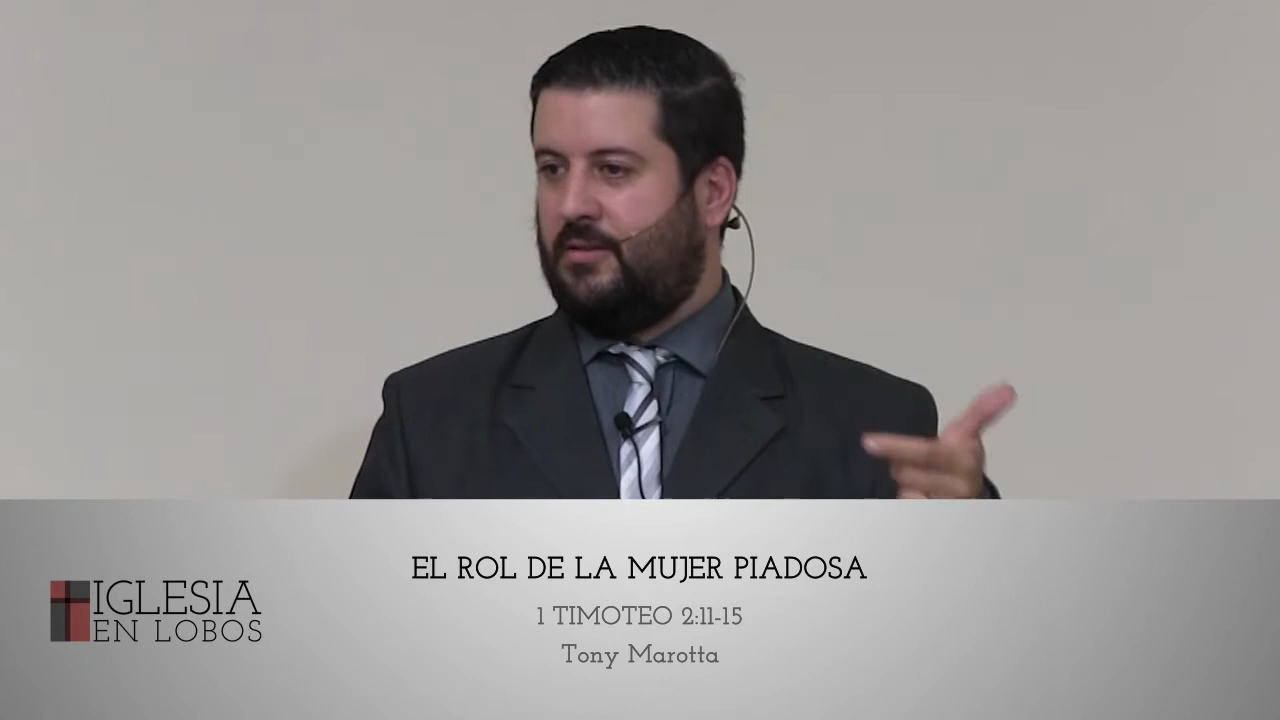 EL ROL DE LA MUJER PIADOSA
1 TIMOTEO 2:11-15
Tony Marotta
IGLESIA
EN LOBOS